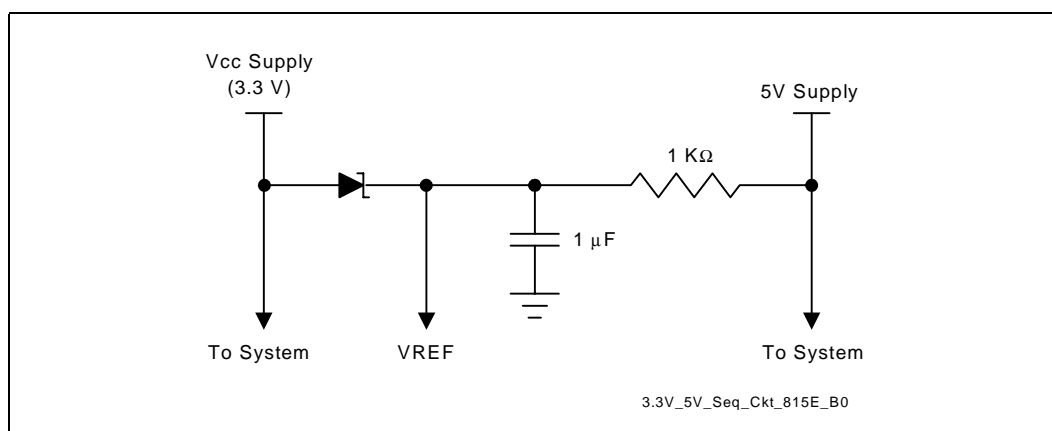 Vcc Supply
(3.3 V)
5V Supply
1 KΩ
1 μF
To System
VREF
To System
3.3V_5V_Seq_Ckt_815E_B0